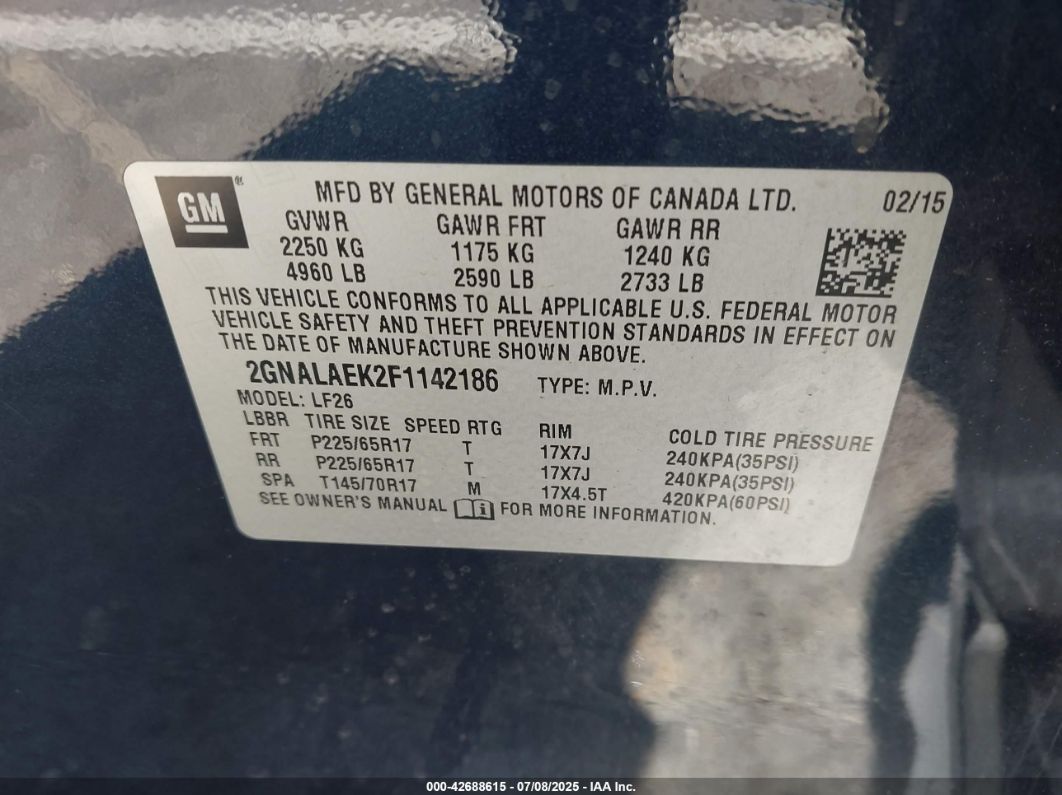 GM ®
MFD BY GENERAL MOTORS OF CANADA LTD. 02/15
GVWR GAWR FRT GAWR RR
2250 KG 1175 KG 1240 KG
4960 LB 2590 LB 2733 LB
THIS VEHICLE CONFORMS TO ALL APPLICABLE U.S. FEDERAL MOTOR
VEHICLE SAFETY AND THEFT PREVENTION STANDARDS IN EFFECT ON
THE DATE OF MANUFACTURE SHOWN ABOVE.
2GNALAEK2F1142186 TYPE: M.P.V.
MODEL: LF26
LBBR TIRE SIZE SPEED RTG RIM COLD TIRE PRESSURE
FRT P225/65R17 T 17X7J 240KPA(35PSI)
RR P225/65R17 T 17X7J 240KPA(35PSI)
SPA T145/70R17 M 17X4.5T 420KPA(60PSI)
SEE OWNER'S MANUAL i FOR MORE INFORMATION.
000-42688615 - 07/08/2025 - IAA Inc.